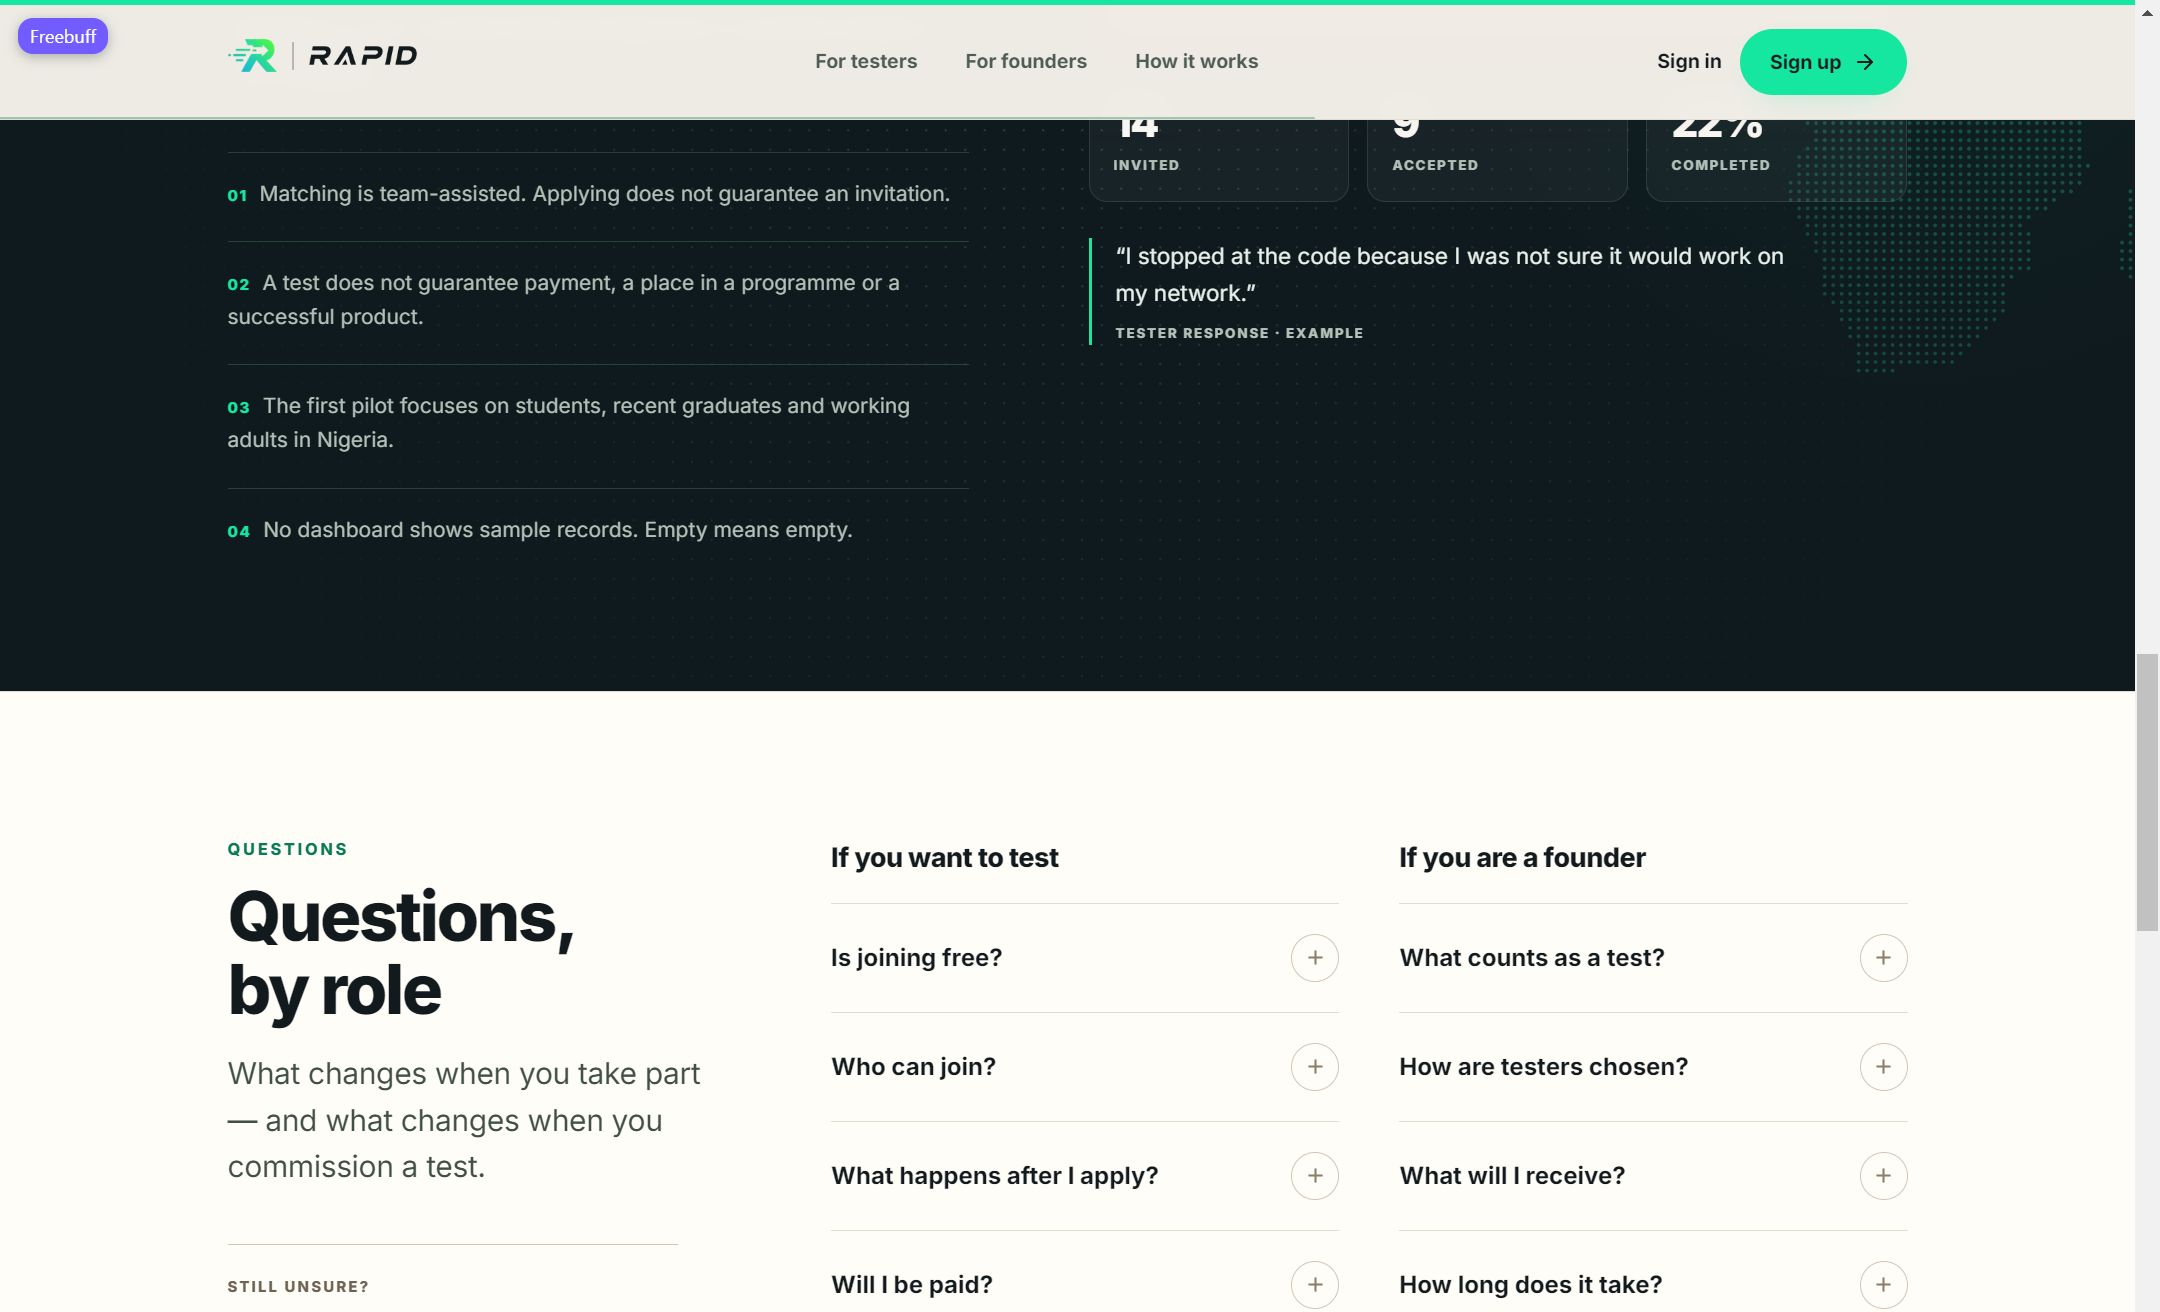 Freebuff
RAPID
For testers
For founders
How it works
Sign in
Sign up
01 Matching is team-assisted. Applying does not guarantee an invitation.
02 A test does not guarantee payment, a place in a programme or a
successful product.
03 The first pilot focuses on students, recent graduates and working
adults in Nigeria.
04 No dashboard shows sample records. Empty means empty.
14
INVITED
9
ACCEPTED
22%
COMPLETED
“I stopped at the code because I was not sure it would work on
my network.”
TESTER RESPONSE · EXAMPLE
QUESTIONS
Questions,
by role
What changes when you take part
— and what changes when you
commission a test.
STILL UNSURE?
If you want to test
Is joining free?
Who can join?
What happens after I apply?
Will I be paid?
If you are a founder
What counts as a test?
How are testers chosen?
What will I receive?
How long does it take?